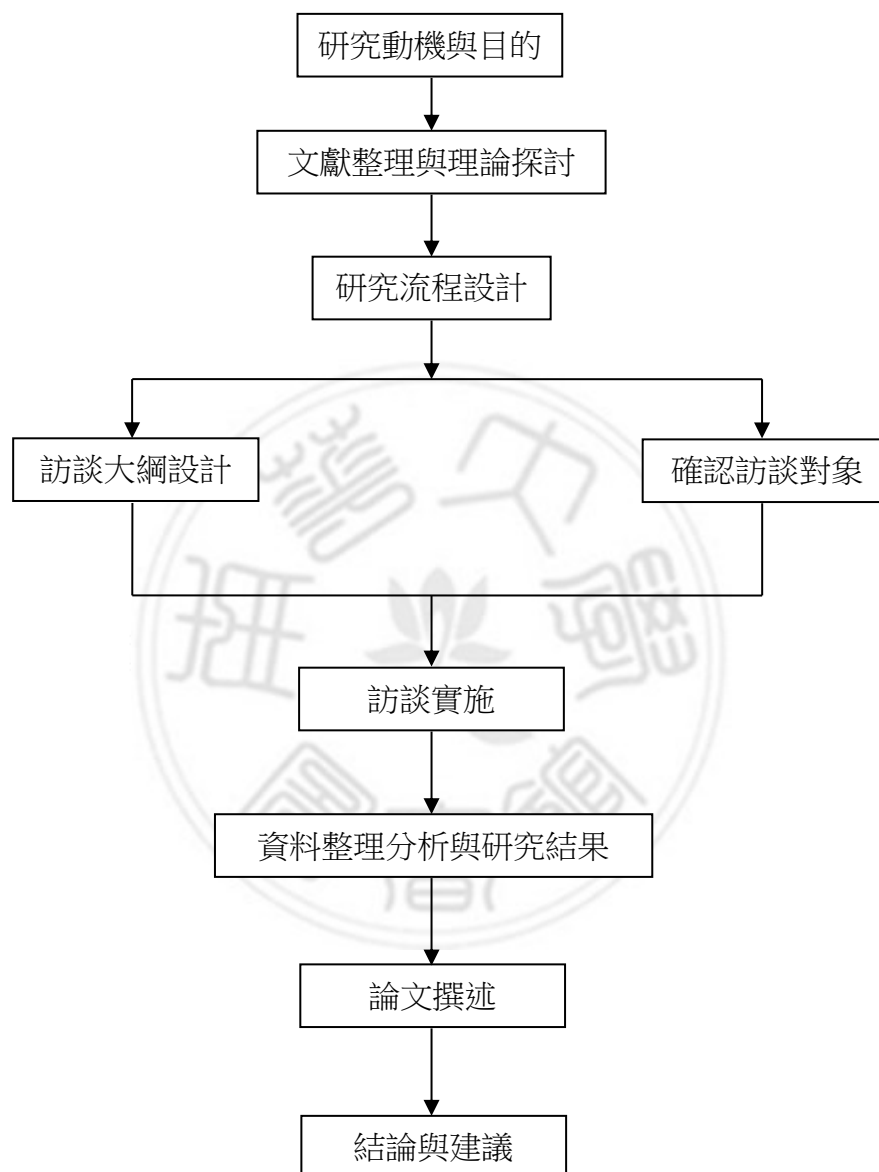 研究動機與目的
文獻整理與理論探討
研究流程設計
訪談大綱設計
確認訪談對象
訪談實施
資料整理分析與研究結果
論文撰述
結論與建議